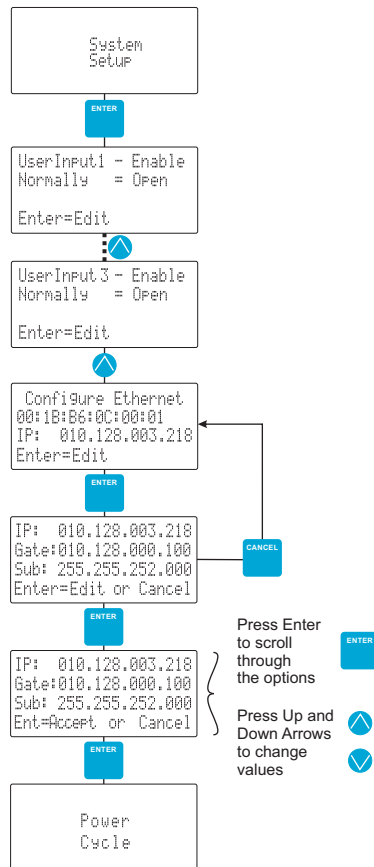 System
Setup
ENTER
UserInput1 - Enable
Normally = Open
Enter=Edit
UserInput3 - Enable
Normally = Open
Enter=Edit
Configure Ethernet
00:1B:B6:0C:00:01
IP: 010.128.003.218
Enter=Edit
ENTER
IP: 010.128.003.218
Gate:010.128.000.100
Sub: 255.255.252.000
Enter=Edit or Cancel
CANCEL
ENTER
IP: 010.128.003.218
Gate:010.128.000.100
Sub: 255.255.252.000
Ent=Accept or Cancel
Press Enter
to scroll
through
the options
ENTER
Press Up and
Down Arrows
to change
values
ENTER
Power
Cycle